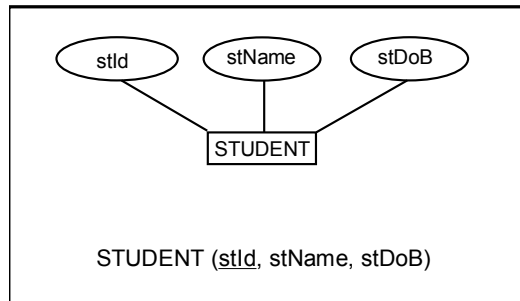 stId
stName
stDoB
STUDENT
STUDENT (stId, stName, stDoB)